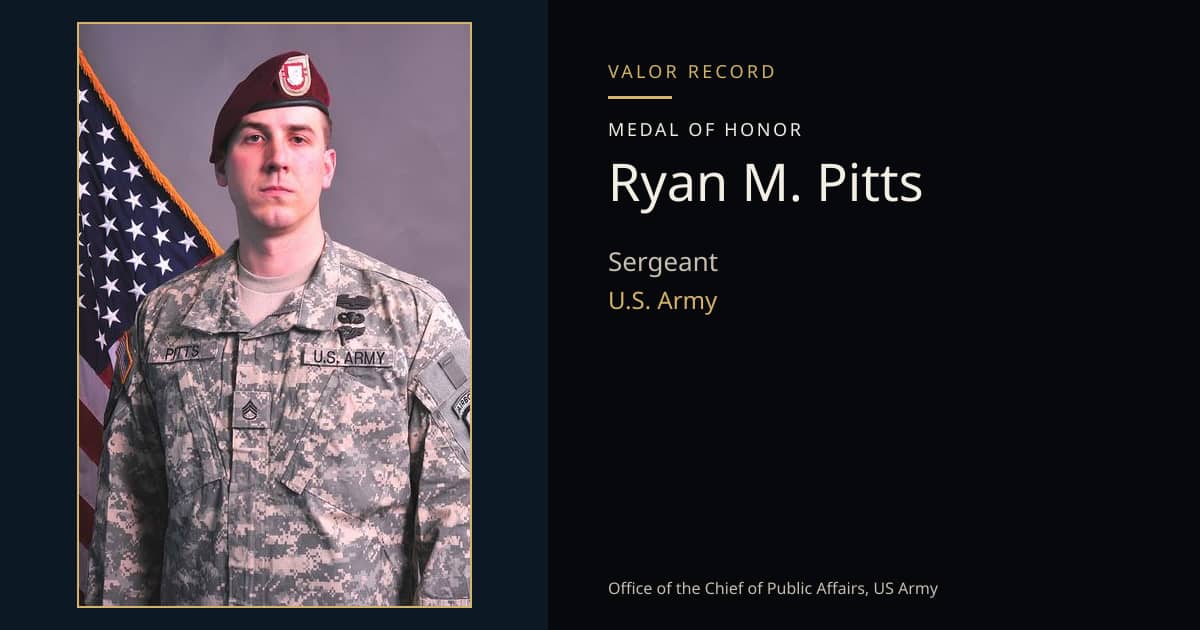 VALOR RECORD
MEDAL OF HONOR
Ryan M. Pitts
Sergeant
U.S. Army
PITTS
U.S. ARMY
Office of the Chief of Public Affairs, US Army